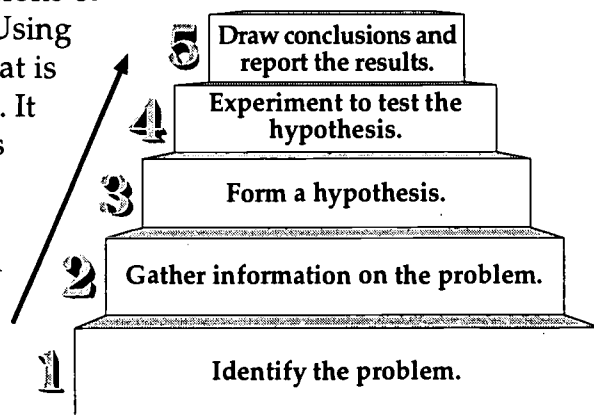 Using
at is
. It
s
5 Draw conclusions and
report the results.
4 Experiment to test the
hypothesis.
3 Form a hypothesis.
2 Gather information on the problem.
1 Identify the problem.